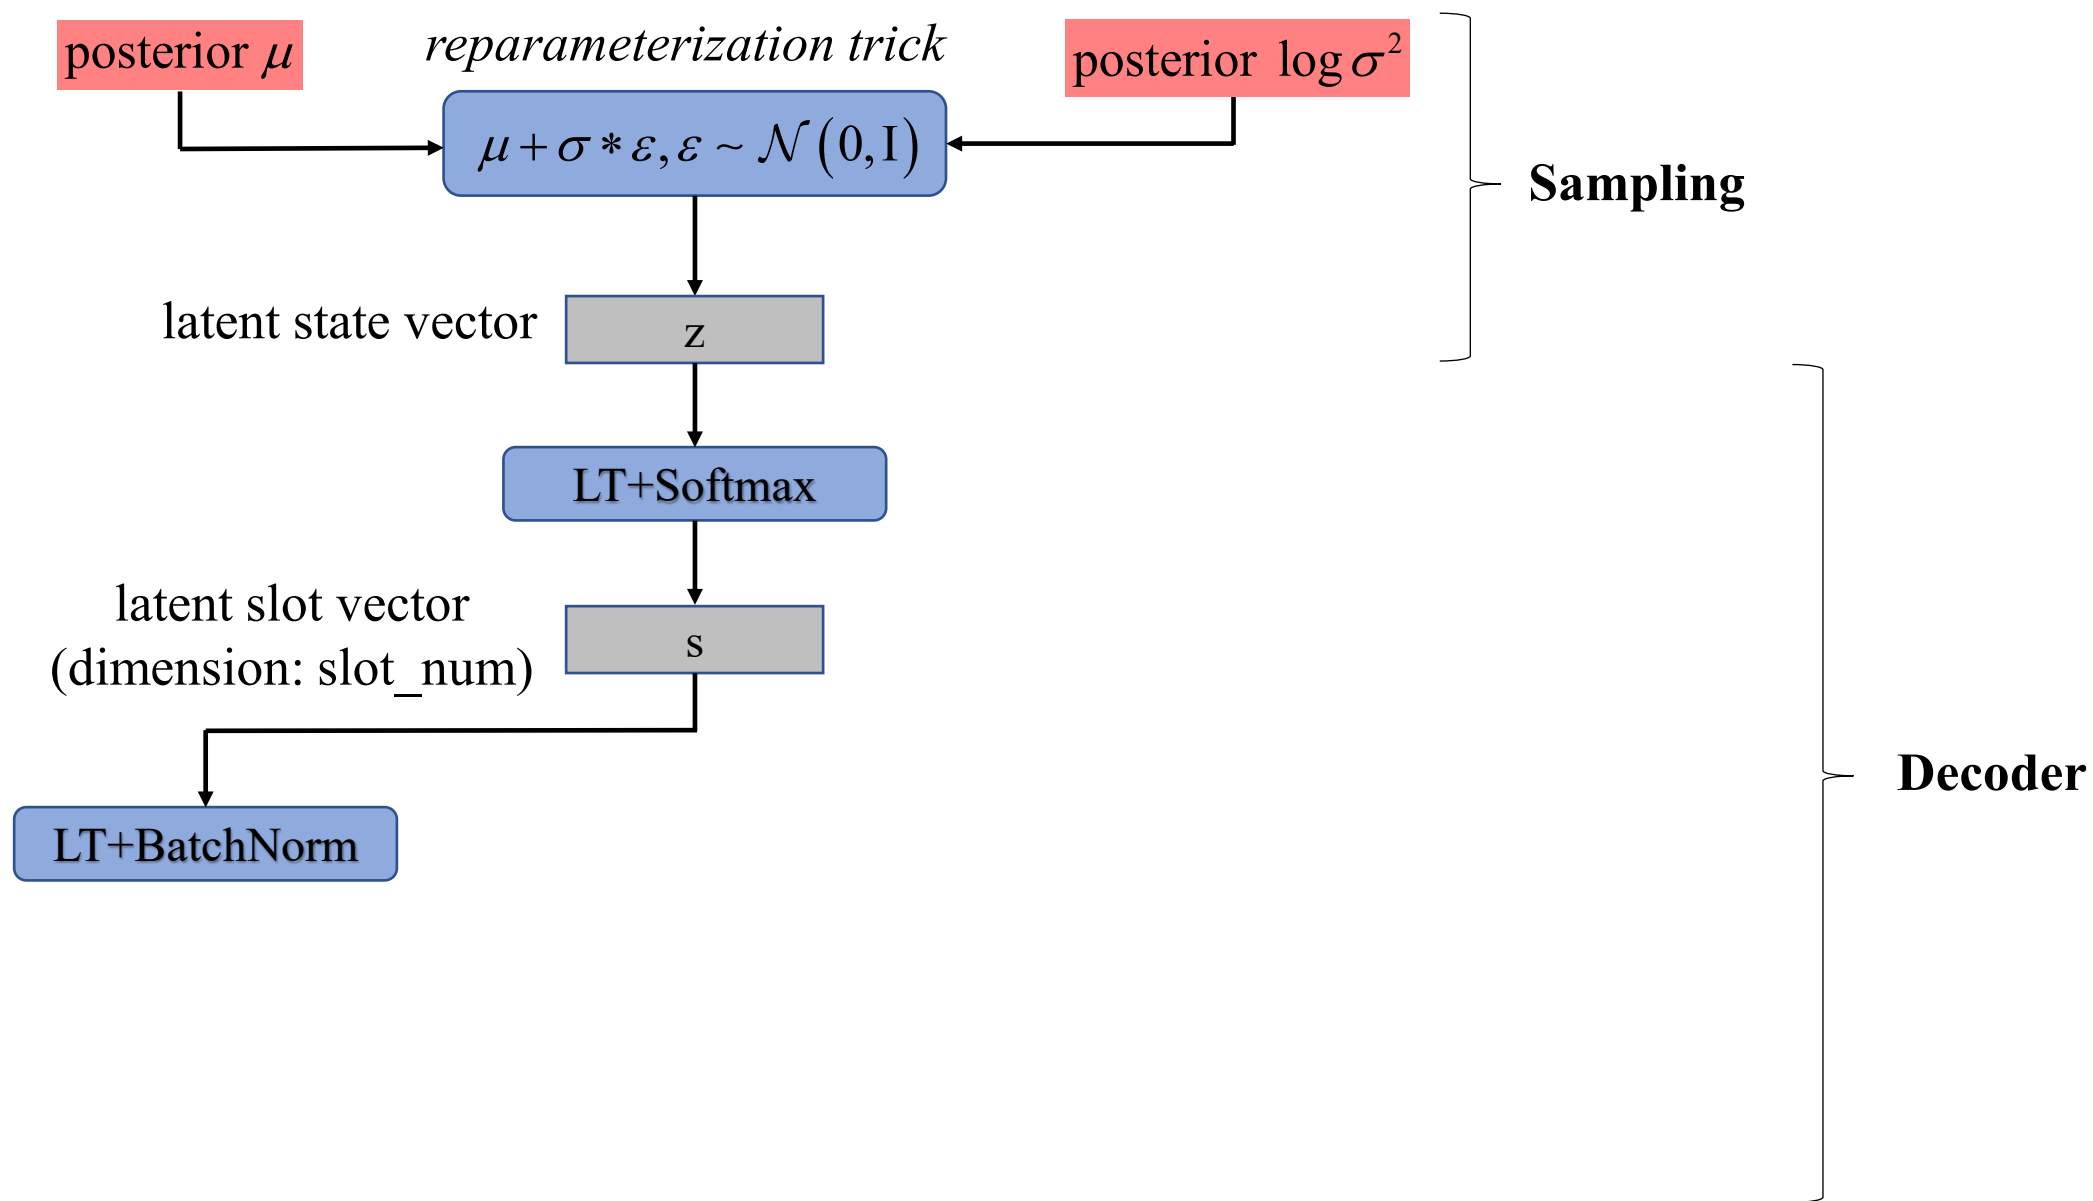 posterior μ
reparameterization trick
posterior log σ²
μ + σ * ε, ε ~ 𝒩(0, I)
Sampling
latent state vector
z
LT+Softmax
latent slot vector
(dimension: slot_num)
s
Decoder
LT+BatchNorm